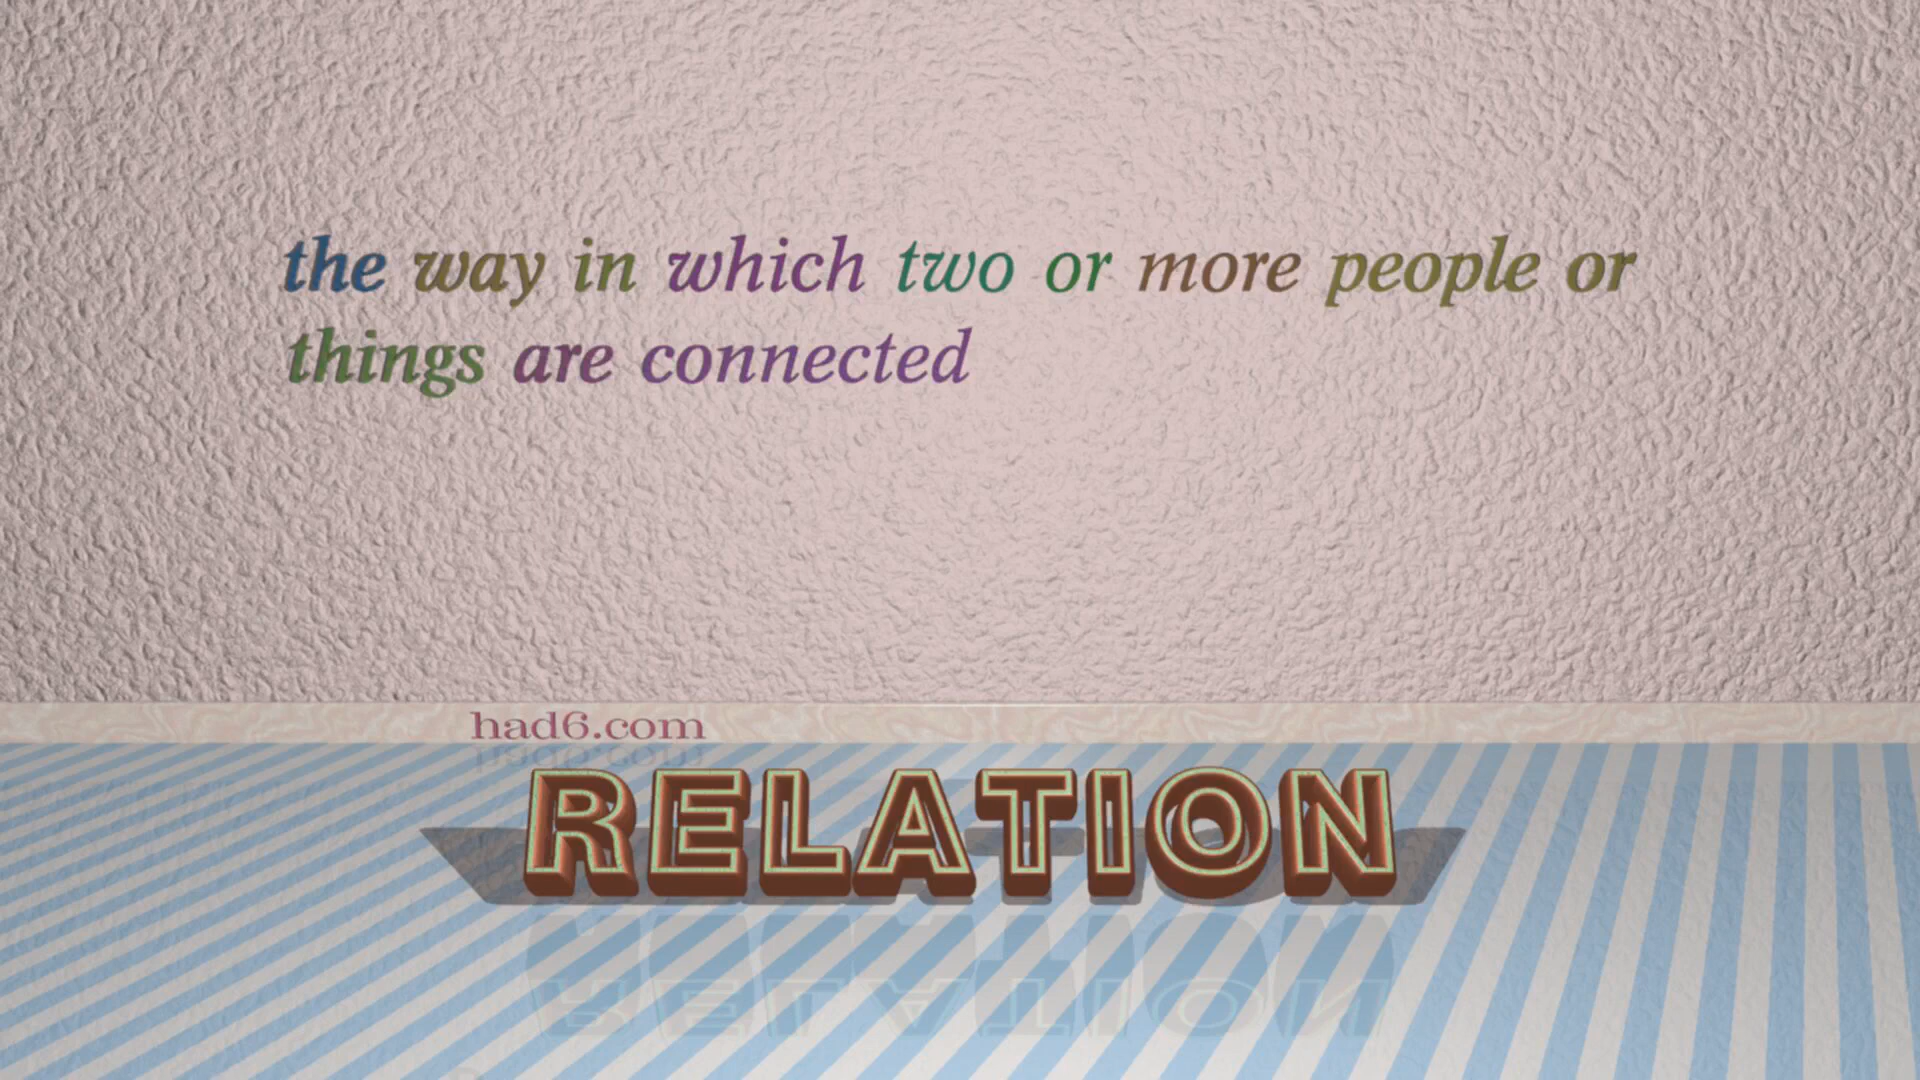 the way in which two or more people or
things are connected
had6.com
RELATION